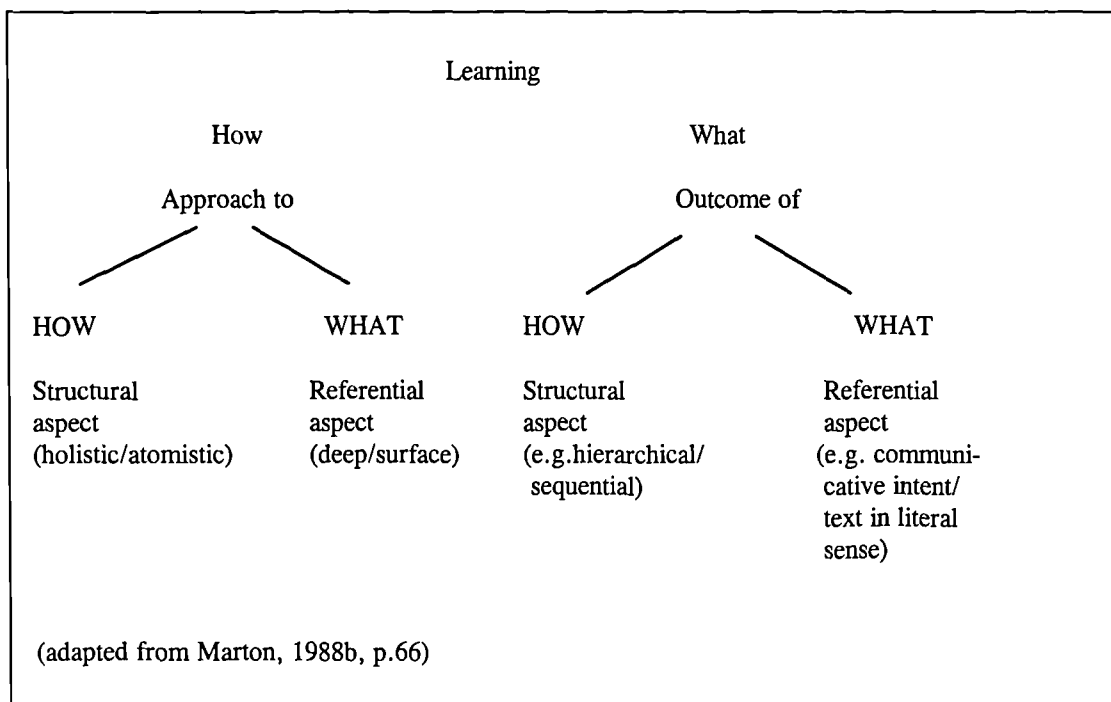 Learning
How What
Approach to Outcome of
HOW WHAT HOW WHAT
Structural Referential Structural Referential
aspect aspect aspect aspect
(holistic/atomistic) (deep/surface) (e.g.hierarchical/ (e.g. communi-
sequential) cative intent/
text in literal
sense)
(adapted from Marton, 1988b, p.66)